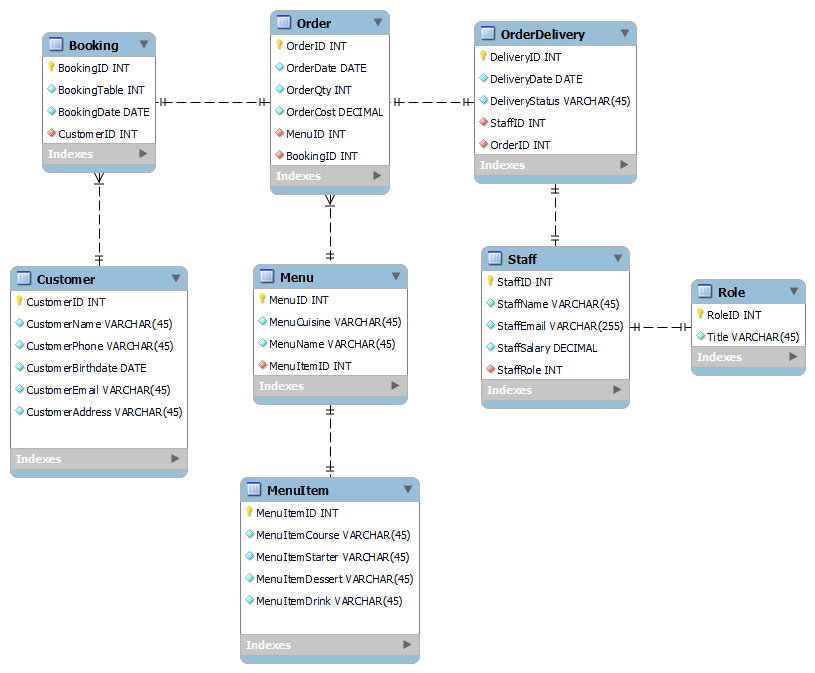 Booking
BookingID INT
BookingTable INT
BookingDate DATE
CustomerID INT
Indexes
Order
OrderID INT
OrderDate DATE
OrderQty INT
OrderCost DECIMAL
MenuID INT
BookingID INT
Indexes
OrderDelivery
DeliveryID INT
DeliveryDate DATE
DeliveryStatus VARCHAR(45)
StaffID INT
OrderID INT
Indexes
Customer
CustomerID INT
CustomerName VARCHAR(45)
CustomerPhone VARCHAR(45)
CustomerBirthdate DATE
CustomerEmail VARCHAR(45)
CustomerAddress VARCHAR(45)
Indexes
Menu
MenuID INT
MenuCuisine VARCHAR(45)
MenuName VARCHAR(45)
MenuItemID INT
Indexes
Staff
StaffID INT
StaffName VARCHAR(45)
StaffEmail VARCHAR(255)
StaffSalary DECIMAL
StaffRole INT
Indexes
Role
RoleID INT
Title VARCHAR(45)
Indexes
MenuItem
MenuItemID INT
MenuItemCourse VARCHAR(45)
MenuItemStarter VARCHAR(45)
MenuItemDessert VARCHAR(45)
MenuItemDrink VARCHAR(45)
Indexes